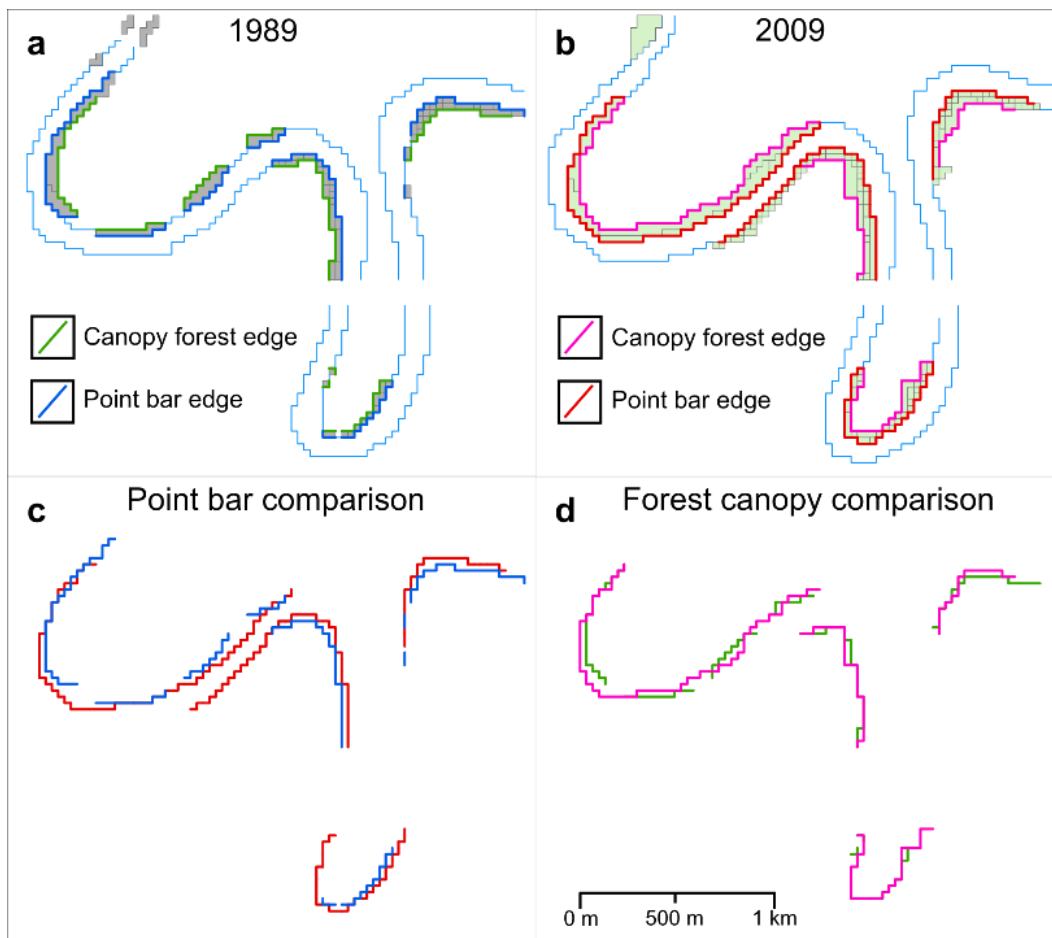 a
1989
b
2009
Canopy forest edge
Point bar edge
Canopy forest edge
Point bar edge
c
Point bar comparison
d
Forest canopy comparison
0 m
500 m
1 km